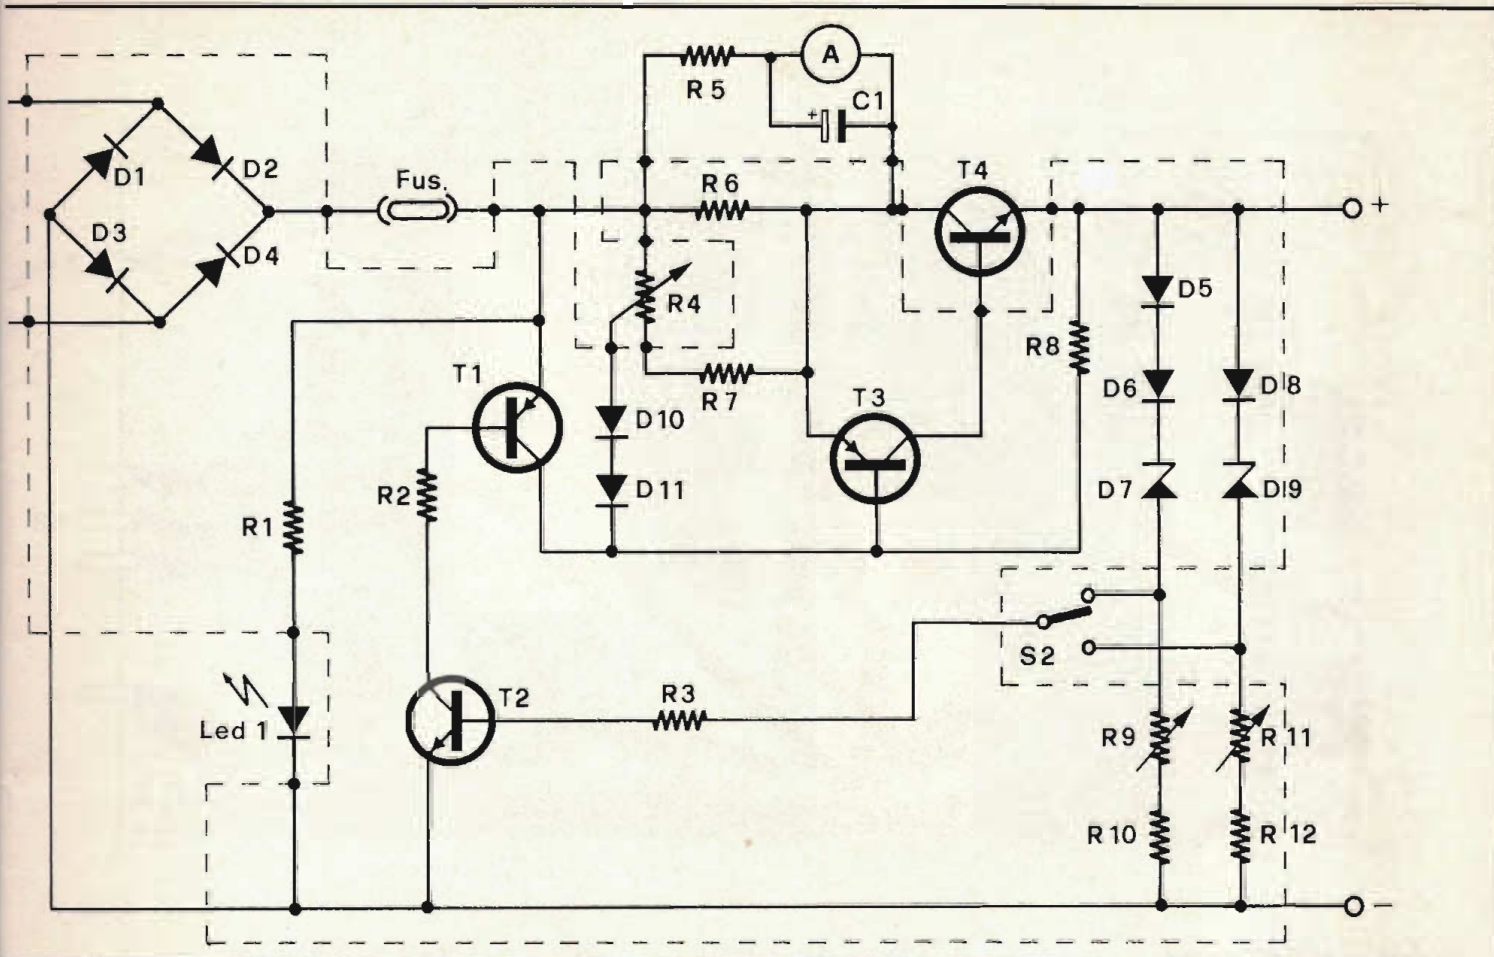 A
R5
C1
+
D1
D2
Fus.
R6
T4
+
D3
D4
R4
D5
R8
T1
R7
T3
D6
D8
D10
R2
D11
D7
D9
R1
S2
T2
R3
Led 1
R9
R11
R10
R12
−